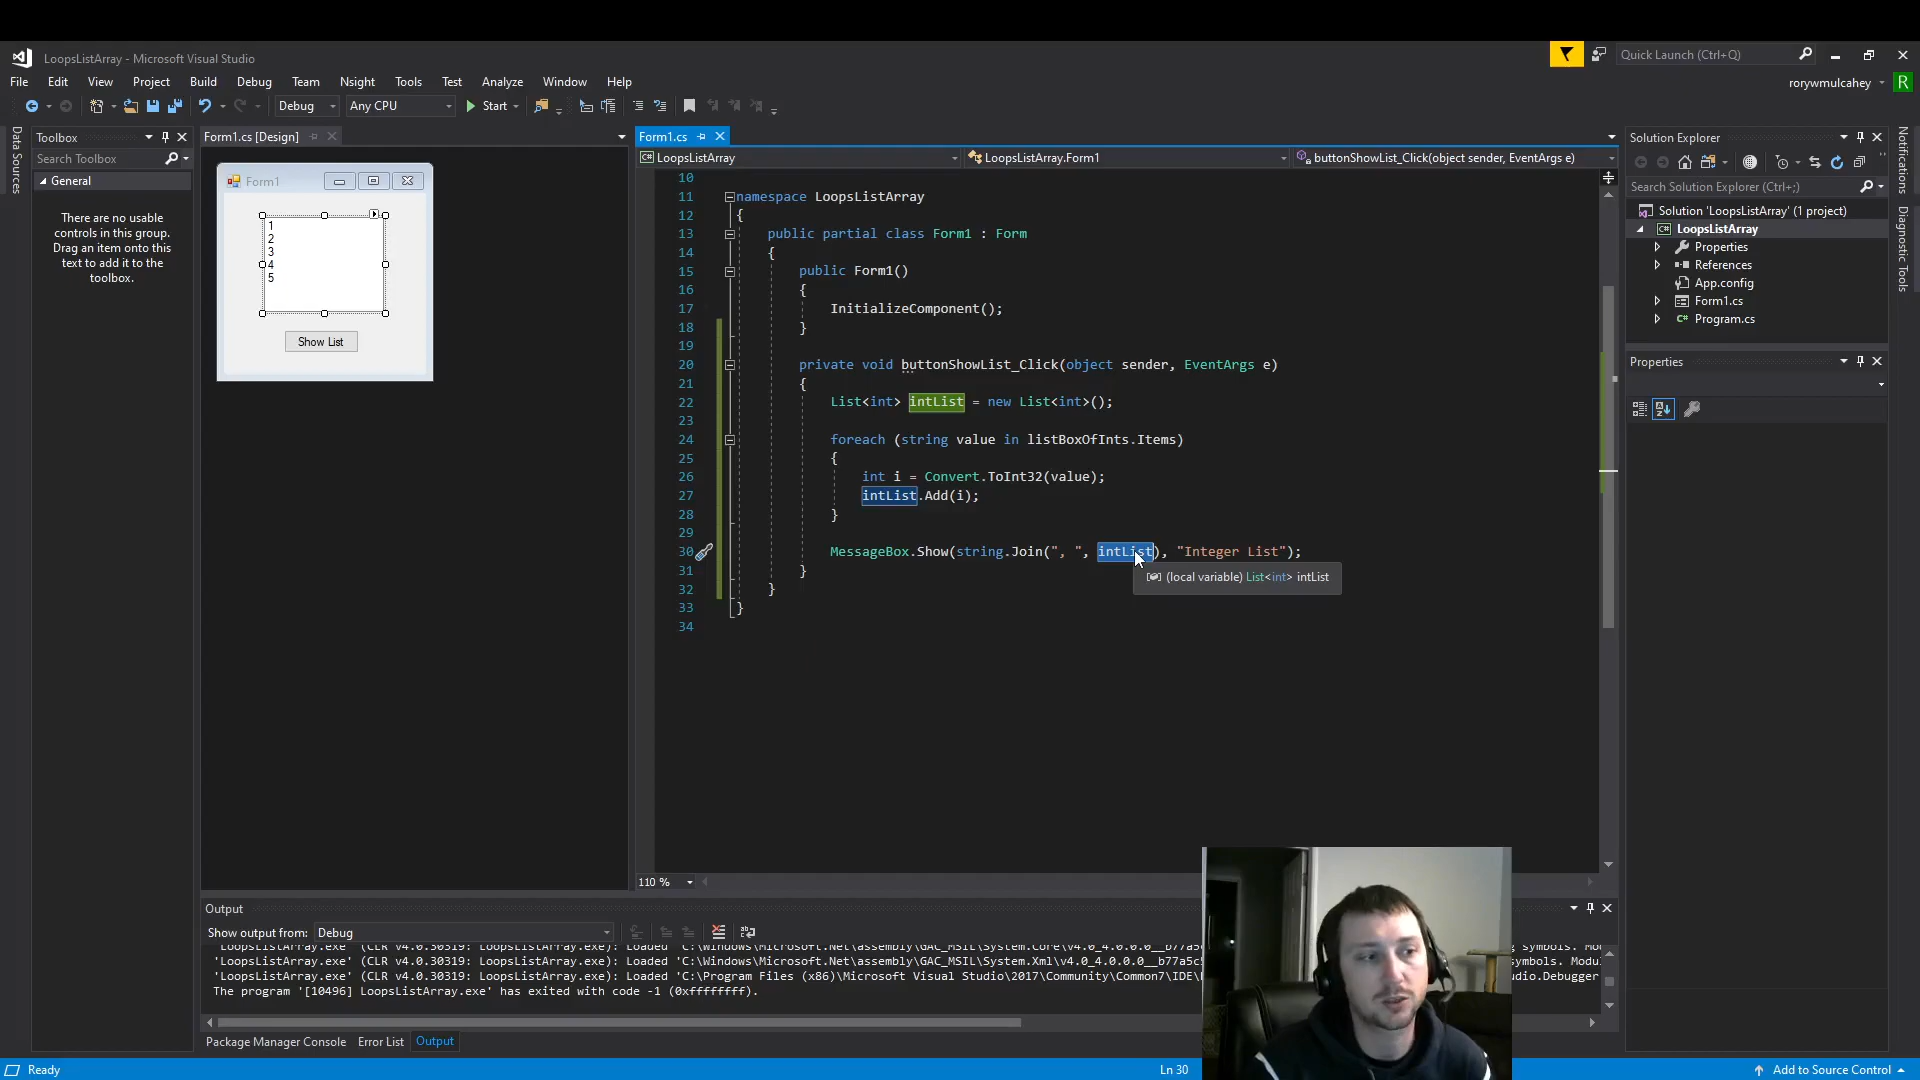 LoopsListArray - Microsoft Visual Studio
Quick Launch (Ctrl+Q)
File Edit View Project Build Debug Team Nsight Tools Test Analyze Window Help
rorywmulcahey R
Debug Any CPU Start
Data Sources
Toolbox
Search Toolbox
General
There are no usable
controls in this group.
Drag an item onto this
text to add it to the
toolbox.
Form1.cs [Design]
Form1
1
2
3
4
5
Show List
Form1.cs
LoopsListArray LoopsListArray.Form1 buttonShowList_Click(object sender, EventArgs e)
10
11 namespace LoopsListArray
12 {
13 public partial class Form1 : Form
14 {
15 public Form1()
16 {
17 InitializeComponent();
18 }
19
20 private void buttonShowList_Click(object sender, EventArgs e)
21 {
22 List<int> intList = new List<int>();
23
24 foreach (string value in listBoxOfInts.Items)
25 {
26 int i = Convert.ToInt32(value);
27 intList.Add(i);
28 }
29
30 MessageBox.Show(string.Join(", ", intList), "Integer List");
31 }
32 }
33 }
34
(local variable) List<int> intList
110 %
Solution Explorer
Search Solution Explorer (Ctrl+;)
Solution 'LoopsListArray' (1 project)
LoopsListArray
Properties
References
App.config
Form1.cs
Program.cs
Properties
Notifications
Diagnostic Tools
Output
Show output from: Debug
'LoopsListArray.exe' (CLR v4.0.30319: LoopsListArray.exe): Loaded 'C:\Windows\Microsoft.Net\assembly\GAC_MSIL\System.Core\v4.0_4.0.0.0__b77a5c5 g symbols. Modu
'LoopsListArray.exe' (CLR v4.0.30319: LoopsListArray.exe): Loaded 'C:\Windows\Microsoft.Net\assembly\GAC_MSIL\System.Xml\v4.0_4.0.0.0__b77a5c5 symbols. Modul
'LoopsListArray.exe' (CLR v4.0.30319: LoopsListArray.exe): Loaded 'C:\Program Files (x86)\Microsoft Visual Studio\2017\Community\Common7\IDE\ udio.Debugger
The program '[10496] LoopsListArray.exe' has exited with code -1 (0xffffffff).
Package Manager Console Error List Output
Ready Ln 30 Add to Source Control